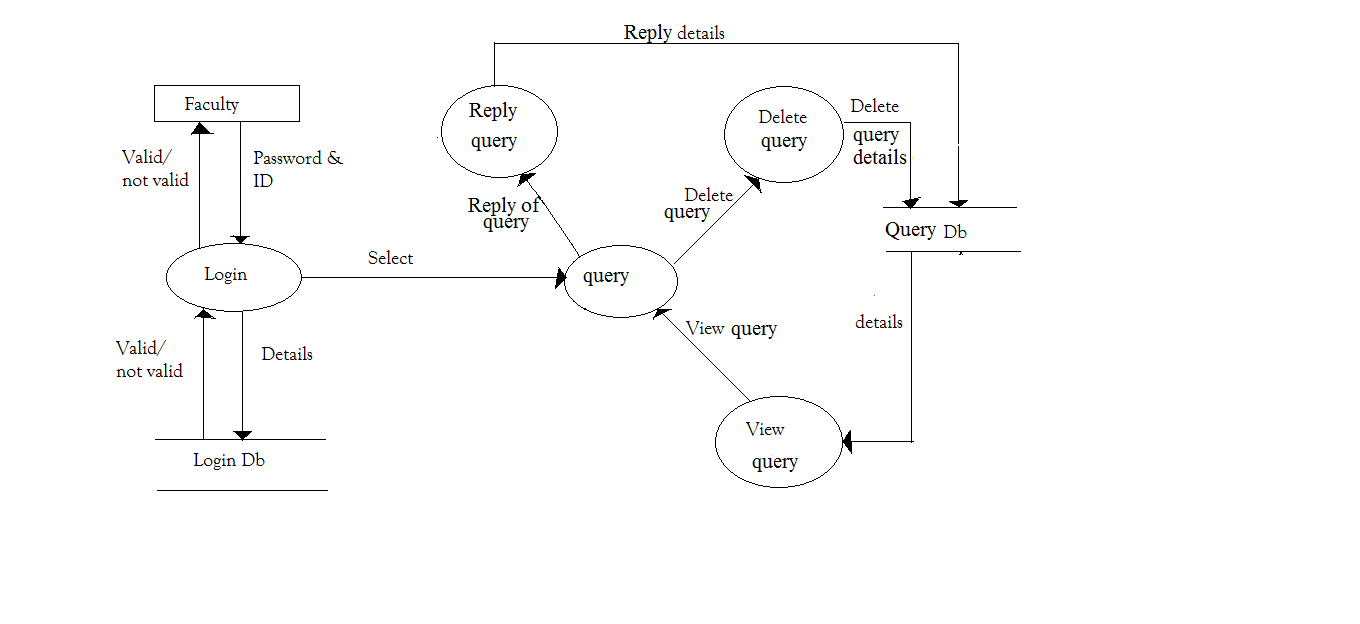 Reply details
Faculty
Valid/
not valid
Password &
ID
Login
Valid/
not valid
Details
Login Db
Select
Reply
query
Reply of
query
query
Delete
query
Delete
query
Delete
query
details
Query Db
details
View query
View
query